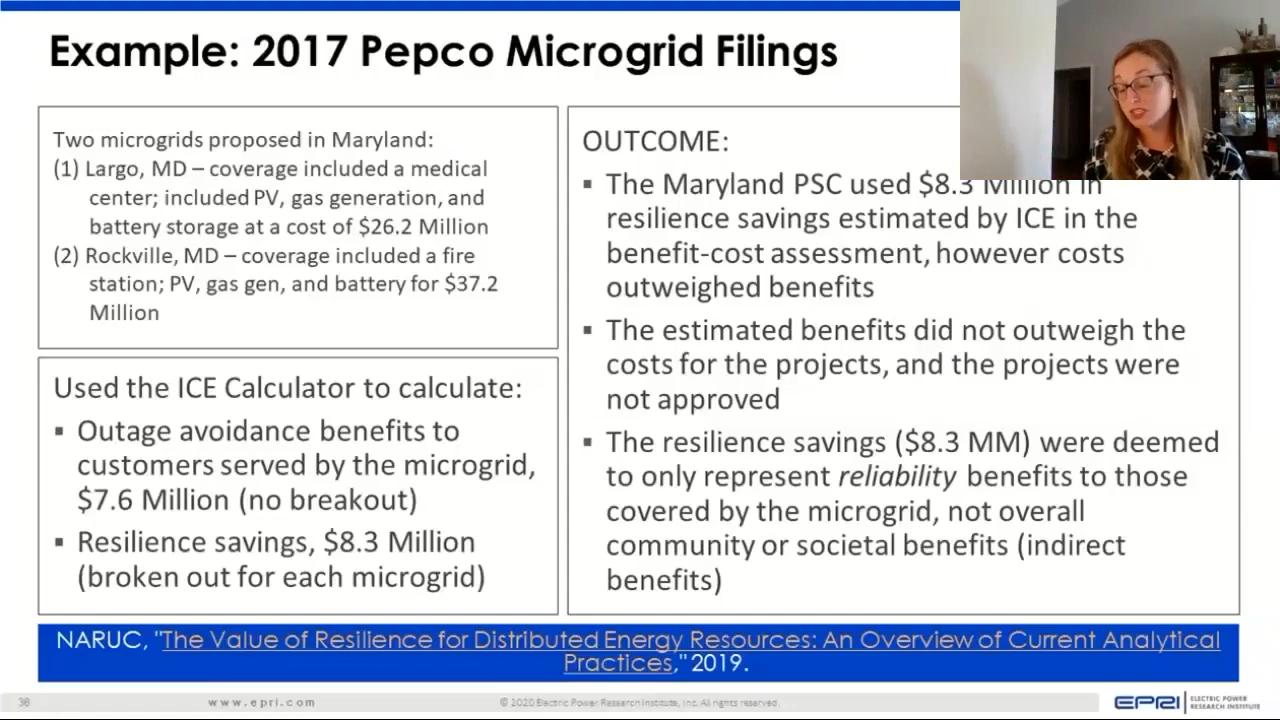 Example: 2017 Pepco Microgrid Filings
Two microgrids proposed in Maryland:
(1) Largo, MD – coverage included a medical
center; included PV, gas generation, and
battery storage at a cost of $26.2 Million
(2) Rockville, MD – coverage included a fire
station; PV, gas gen, and battery for $37.2
Million
Used the ICE Calculator to calculate:
▪ Outage avoidance benefits to
customers served by the microgrid,
$7.6 Million (no breakout)
▪ Resilience savings, $8.3 Million
(broken out for each microgrid)
OUTCOME:
▪ The Maryland PSC used $8.3 Million in
resilience savings estimated by ICE in the
benefit-cost assessment, however costs
outweighed benefits
▪ The estimated benefits did not outweigh the
costs for the projects, and the projects were
not approved
▪ The resilience savings ($8.3 MM) were deemed
to only represent reliability benefits to those
covered by the microgrid, not overall
community or societal benefits (indirect
benefits)
NARUC, "The Value of Resilience for Distributed Energy Resources: An Overview of Current Analytical
Practices," 2019.
36 www.epri.com © 2020 Electric Power Research Institute, Inc. All rights reserved.
EPRI ELECTRIC POWER
RESEARCH INSTITUTE